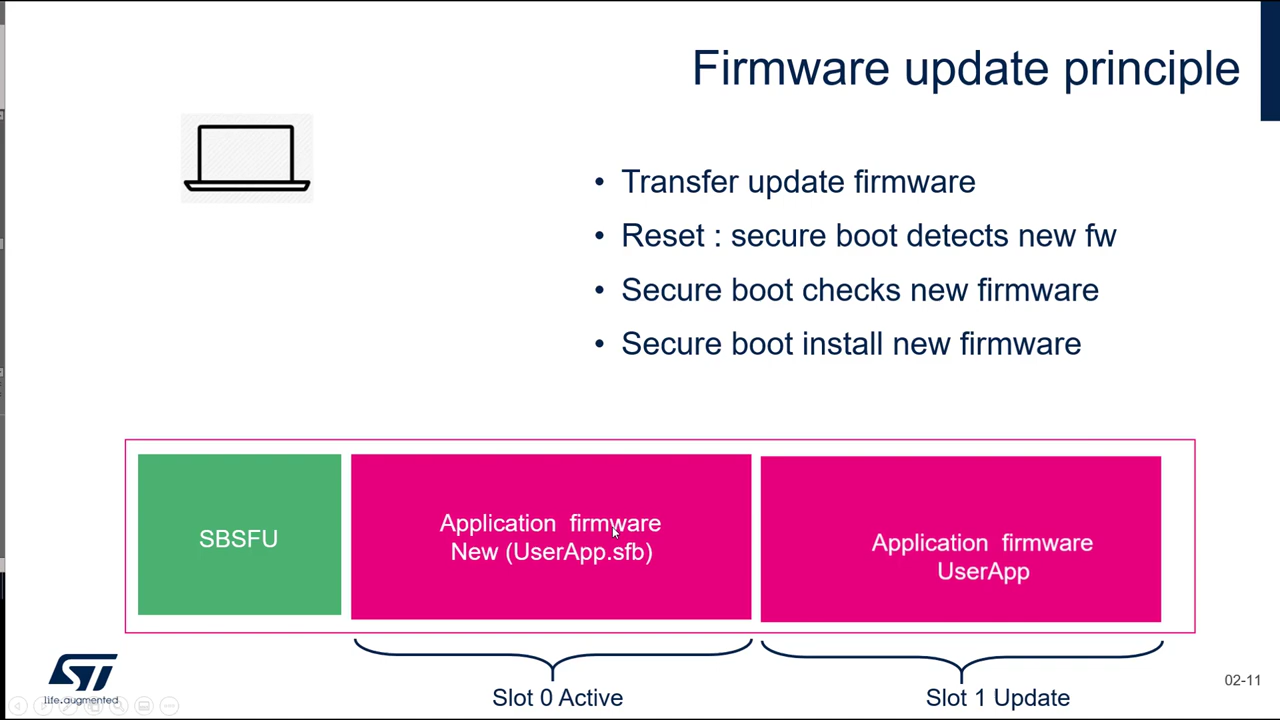 Firmware update principle
• Transfer update firmware
• Reset : secure boot detects new fw
• Secure boot checks new firmware
• Secure boot install new firmware
SBSFU
Application firmware
New (UserApp.sfb)
Application firmware
UserApp
Slot 0 Active
Slot 1 Update
ST
life.augmented
02-11